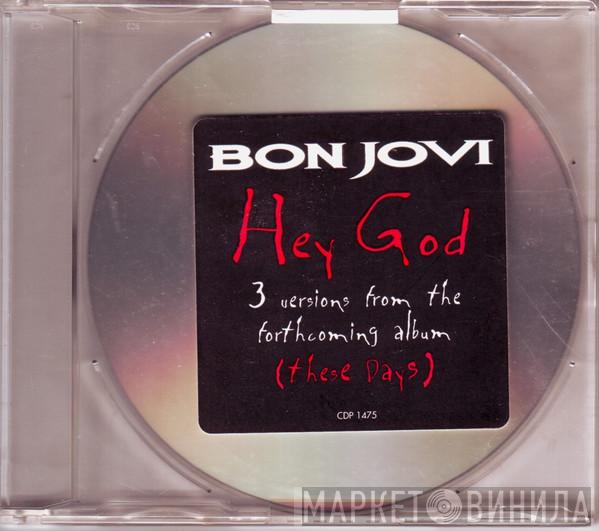 BON JOVI
Hey God
3 versions from the
forthcoming album
(these Days)
CDP 1475
МАРКЕТ ВИНИЛА